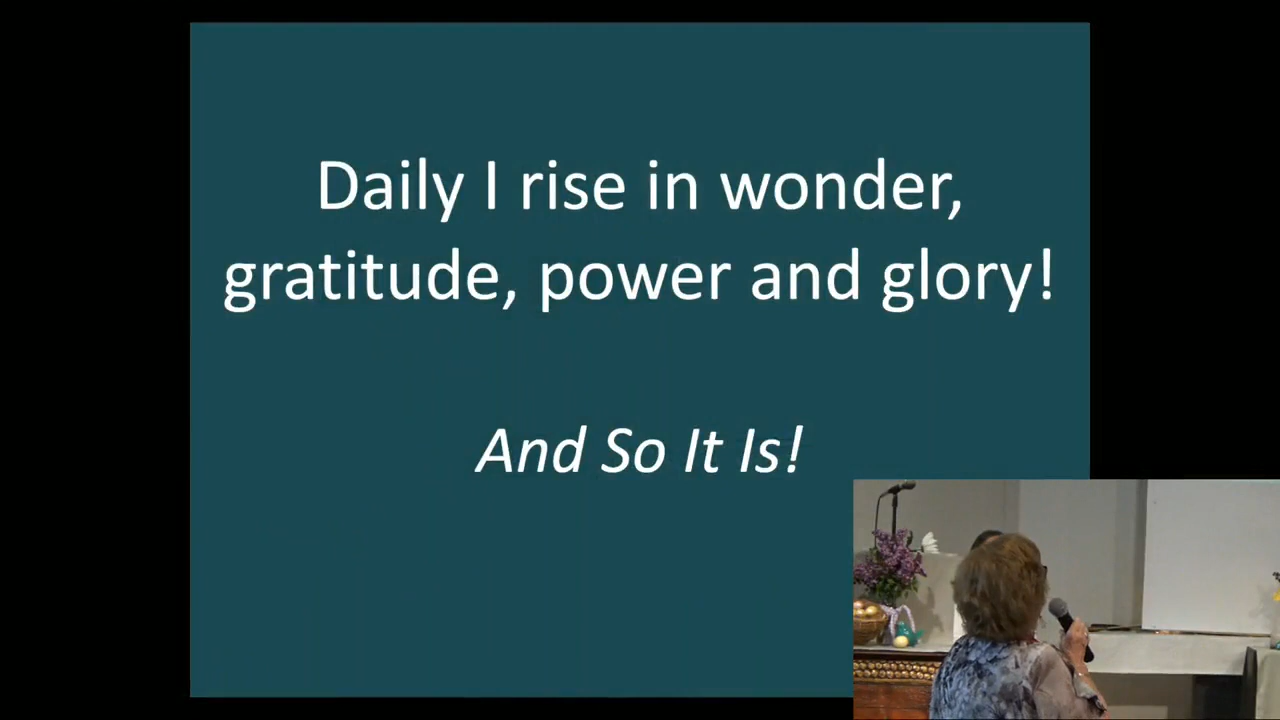 Daily I rise in wonder,
gratitude, power and glory!
And So It Is!